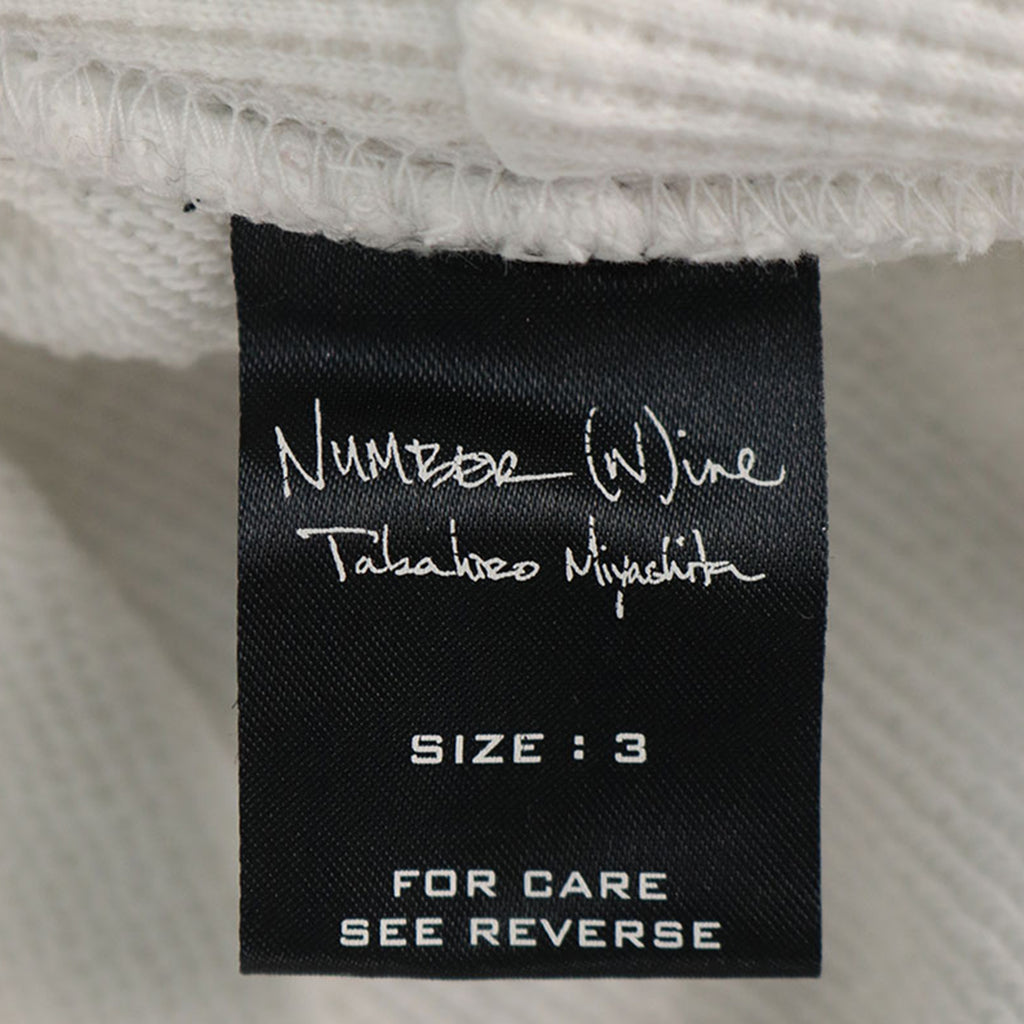 NUMBER (N)ine
Takahiro Miyashita
SIZE : 3
FOR CARE
SEE REVERSE